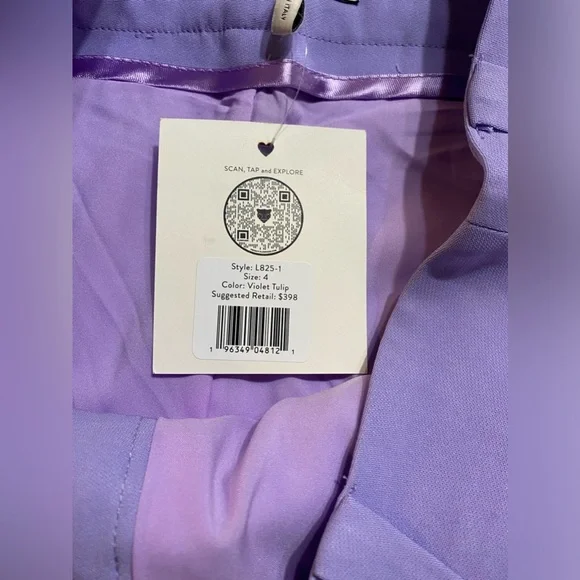 ITALY
SCAN, TAP and EXPLORE
Style: L825-1
Size: 4
Color: Violet Tulip
Suggested Retail: $398
1 96349 04812 1